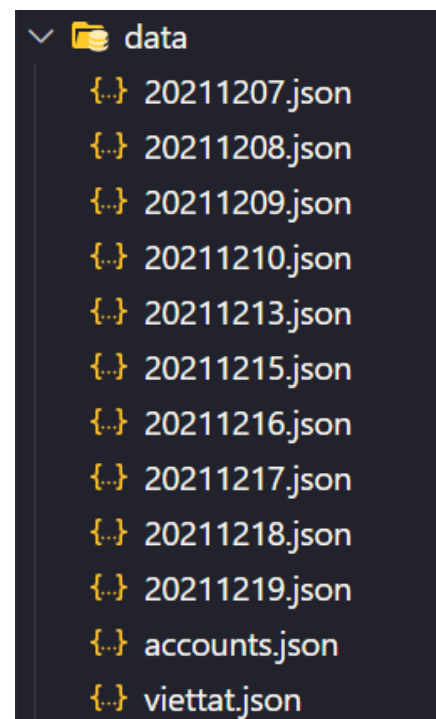 data
{..} 20211207.json
{..} 20211208.json
{..} 20211209.json
{..} 20211210.json
{..} 20211213.json
{..} 20211215.json
{..} 20211216.json
{..} 20211217.json
{..} 20211218.json
{..} 20211219.json
{..} accounts.json
{..} viettat.json